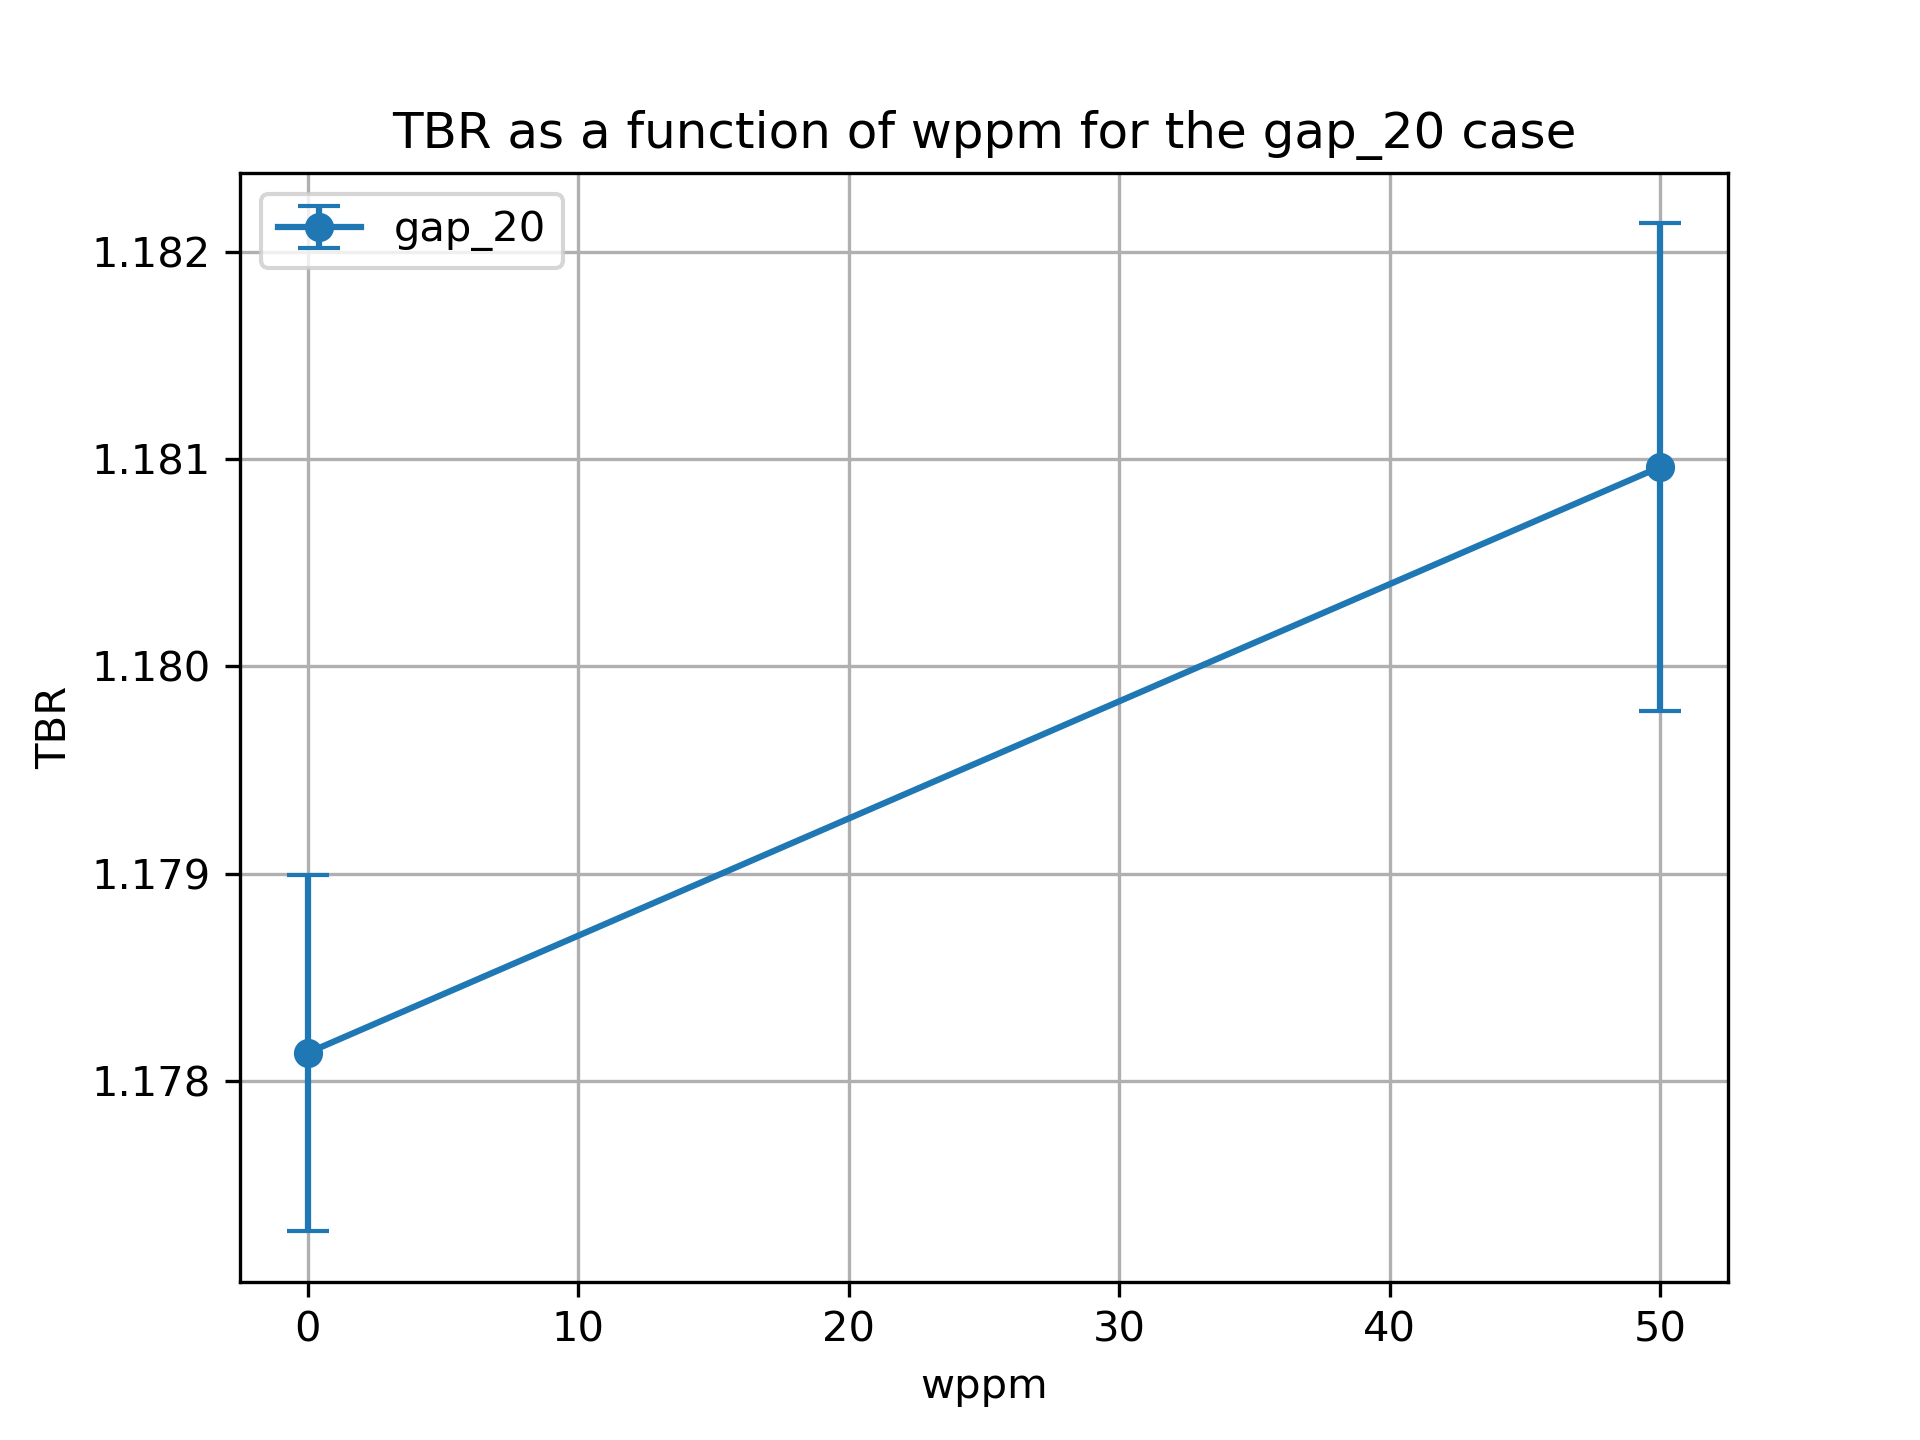 TBR as a function of wppm for the gap_20 case
gap_20
1.182
1.181
1.180
1.179
1.178
TBR
0 10 20 30 40 50
wppm